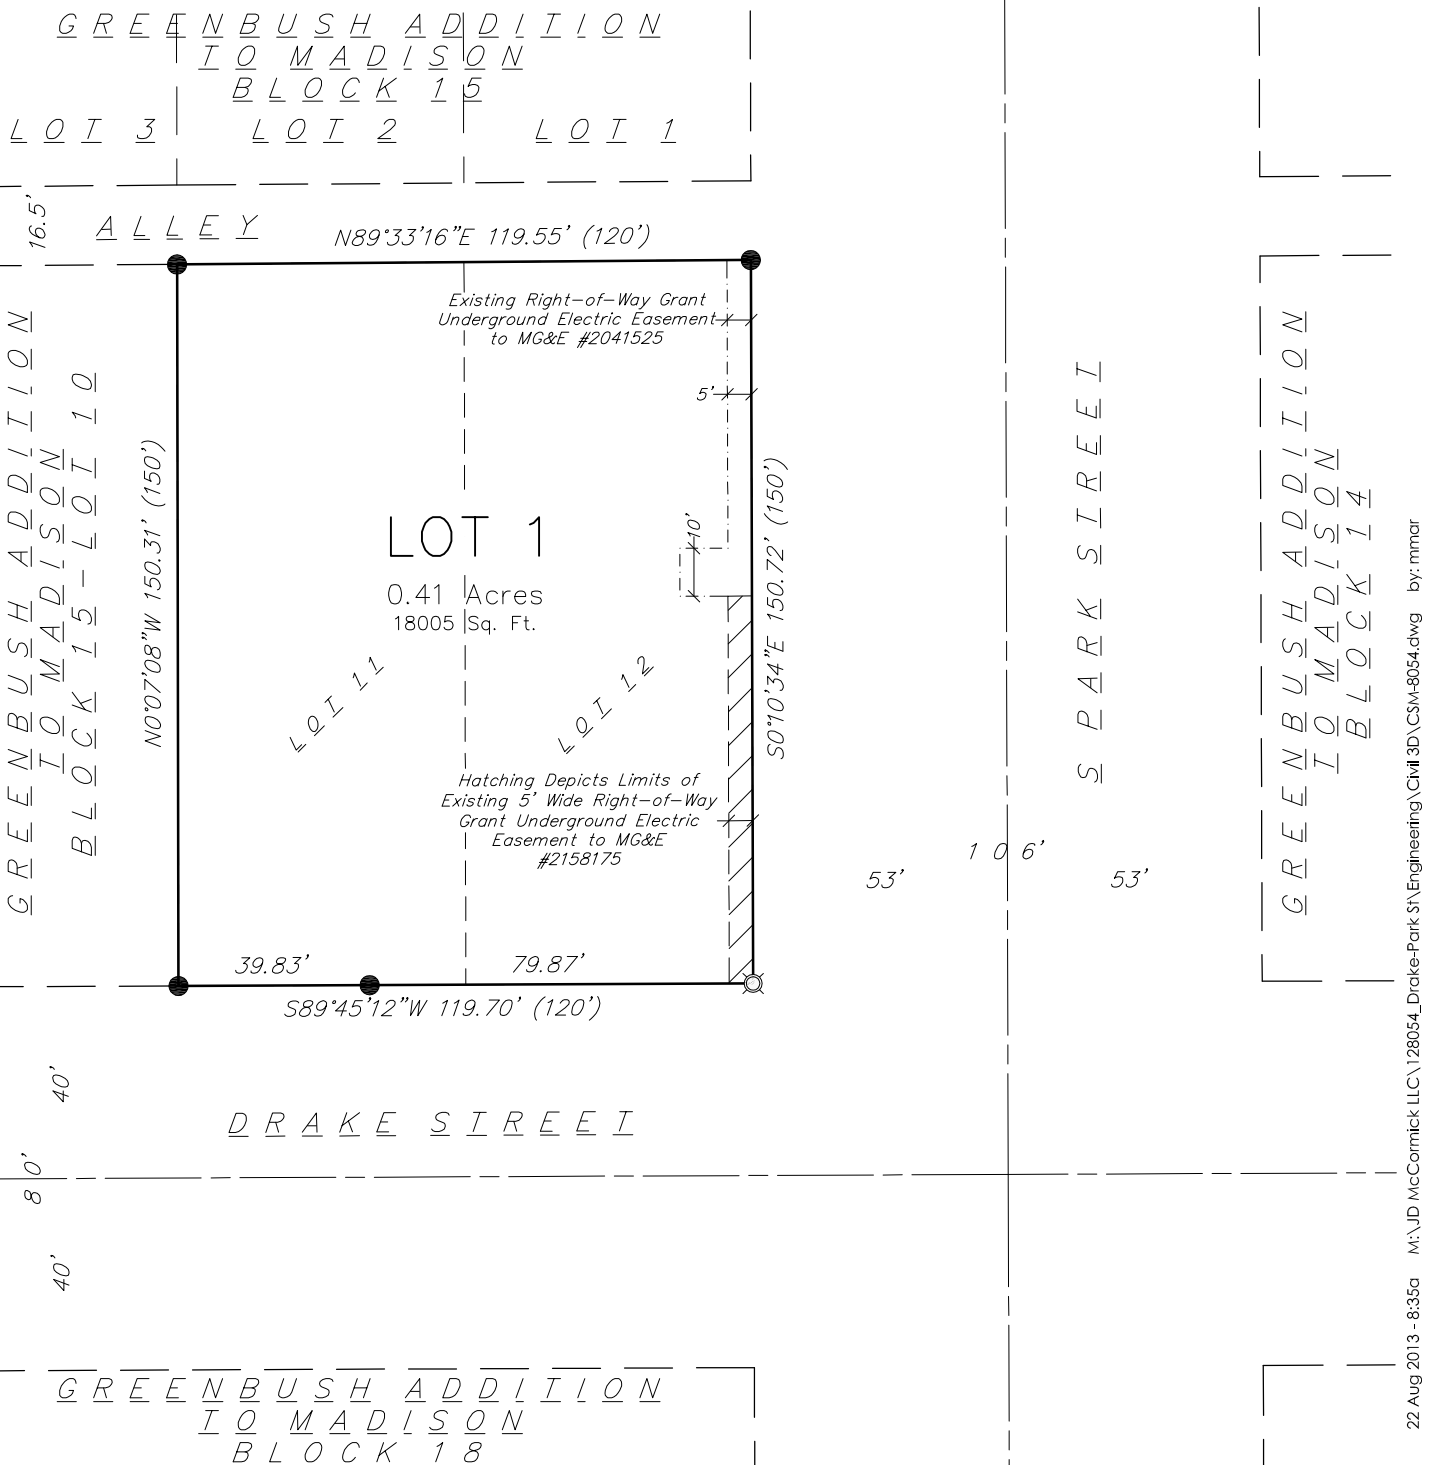 GREENBUSH ADDITION
TO MADISON
BLOCK 15
LOT 3
LOT 2
LOT 1
16.5'
ALLEY
N89°33'16"E 119.55' (120')
Existing Right-of-Way Grant
Underground Electric Easement
to MG&E #2041525
5'
10'
GREENBUSH ADDITION
TO MADISON
BLOCK 15-LOT 10
N0°07'08"W 150.31' (150')
LOT 1
0.41 Acres
18005 Sq. Ft.
LOT 11
LOT 12
S0°10'34"E 150.72' (150')
Hatching Depicts Limits of
Existing 5' Wide Right-of-Way
Grant Underground Electric
Easement to MG&E
#2158175
S PARK STREET
106'
53'
53'
GREENBUSH ADDITION
TO MADISON
BLOCK 14
39.83'
79.87'
S89°45'12"W 119.70' (120')
40'
DRAKE STREET
80'
40'
GREENBUSH ADDITION
TO MADISON
BLOCK 18
22 Aug 2013 - 8:35a M:\JD McCormick LLC\128054_Drake-Park St\Engineering\Civil 3D\CSM-8054.dwg by: mmar